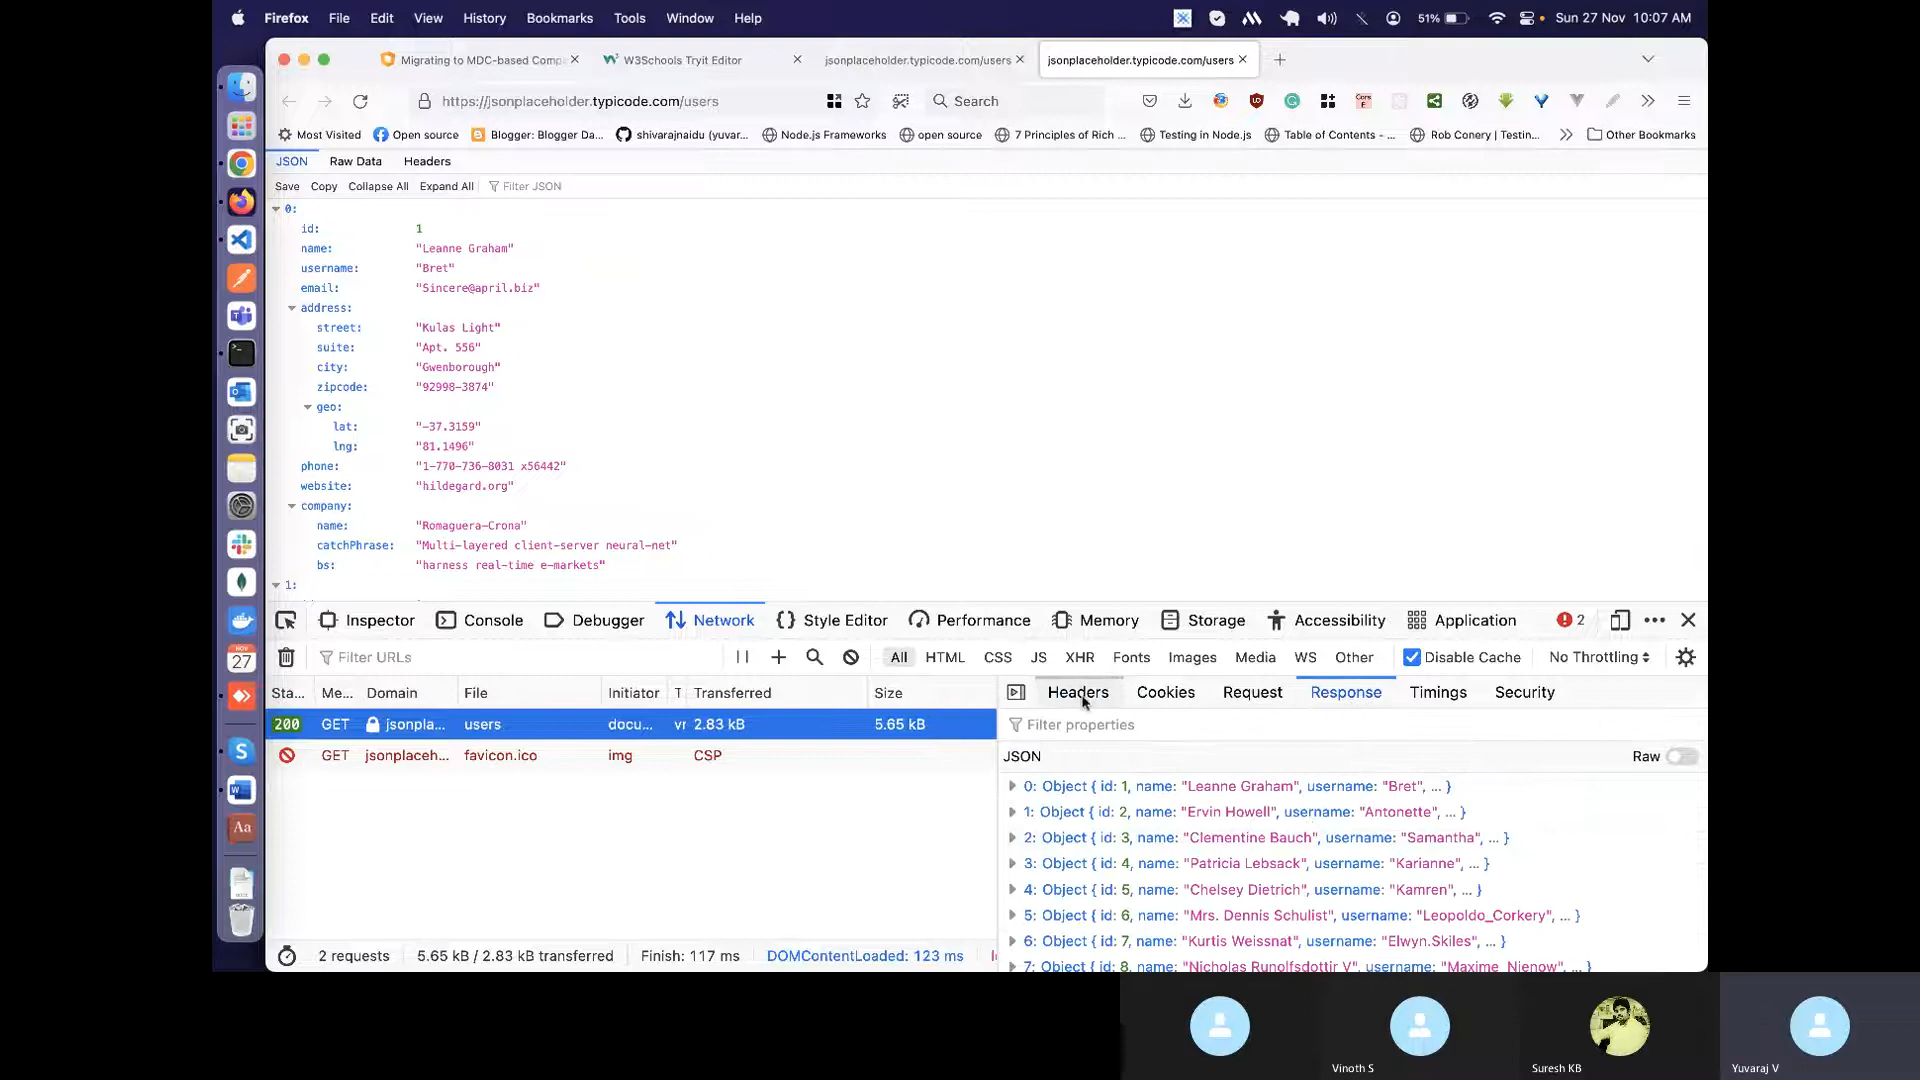 Firefox File Edit View History Bookmarks Tools Window Help 51% Sun 27 Nov 10:07 AM
Migrating to MDC-based Comp W3Schools Tryit Editor jsonplaceholder.typicode.com/users jsonplaceholder.typicode.com/users
https://jsonplaceholder.typicode.com/users Search
Most Visited Open source Blogger: Blogger Da... shivarajnaidu (yuvar... Node.js Frameworks open source 7 Principles of Rich ... Testing in Node.js Table of Contents - ... Rob Conery | Testin... Other Bookmarks
JSON Raw Data Headers
Save Copy Collapse All Expand All Filter JSON
0:
id: 1
name: "Leanne Graham"
username: "Bret"
email: "Sincere@april.biz"
address:
street: "Kulas Light"
suite: "Apt. 556"
city: "Gwenborough"
zipcode: "92998-3874"
geo:
lat: "-37.3159"
lng: "81.1496"
phone: "1-770-736-8031 x56442"
website: "hildegard.org"
company:
name: "Romaguera-Crona"
catchPhrase: "Multi-layered client-server neural-net"
bs: "harness real-time e-markets"
1:
Inspector Console Debugger Network Style Editor Performance Memory Storage Accessibility Application 2
Filter URLs All HTML CSS JS XHR Fonts Images Media WS Other Disable Cache No Throttling
Sta... Me... Domain File Initiator T Transferred Size
200 GET jsonpla... users docu... vr 2.83 kB 5.65 kB
GET jsonplaceh... favicon.ico img CSP
2 requests 5.65 kB / 2.83 kB transferred Finish: 117 ms DOMContentLoaded: 123 ms
Headers Cookies Request Response Timings Security
Filter properties
JSON Raw
0: Object { id: 1, name: "Leanne Graham", username: "Bret", ... }
1: Object { id: 2, name: "Ervin Howell", username: "Antonette", ... }
2: Object { id: 3, name: "Clementine Bauch", username: "Samantha", ... }
3: Object { id: 4, name: "Patricia Lebsack", username: "Karianne", ... }
4: Object { id: 5, name: "Chelsey Dietrich", username: "Kamren", ... }
5: Object { id: 6, name: "Mrs. Dennis Schulist", username: "Leopoldo_Corkery", ... }
6: Object { id: 7, name: "Kurtis Weissnat", username: "Elwyn.Skiles", ... }
7: Object { id: 8, name: "Nicholas Runolfsdottir V", username: "Maxime_Nienow", ... }
NOV
27
Aa
Vinoth S Suresh KB Yuvaraj V